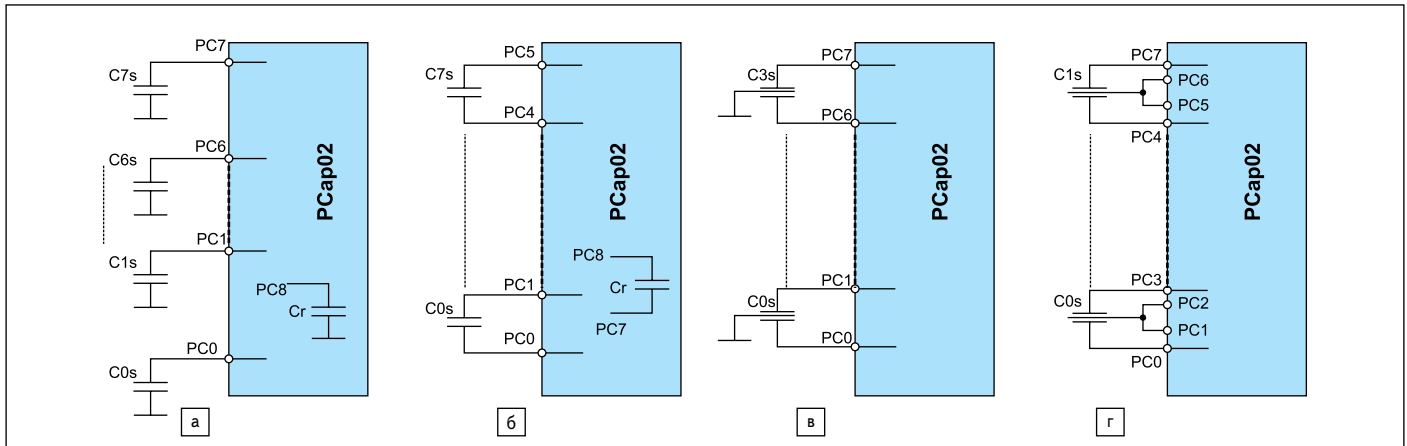 PC7
C7s
PC6
C6s
PC1
C1s
PC8
Cr
PC0
C0s
PCap02
а
PC5
C7s
PC4
PC1
C0s
PC0
PC8
Cr
PC7
PCap02
б
PC7
C3s
PC6
PC1
C0s
PC0
PCap02
в
PC7
C1s
PC6
PC5
PC4
PC3
C0s
PC2
PC1
PC0
PCap02
г